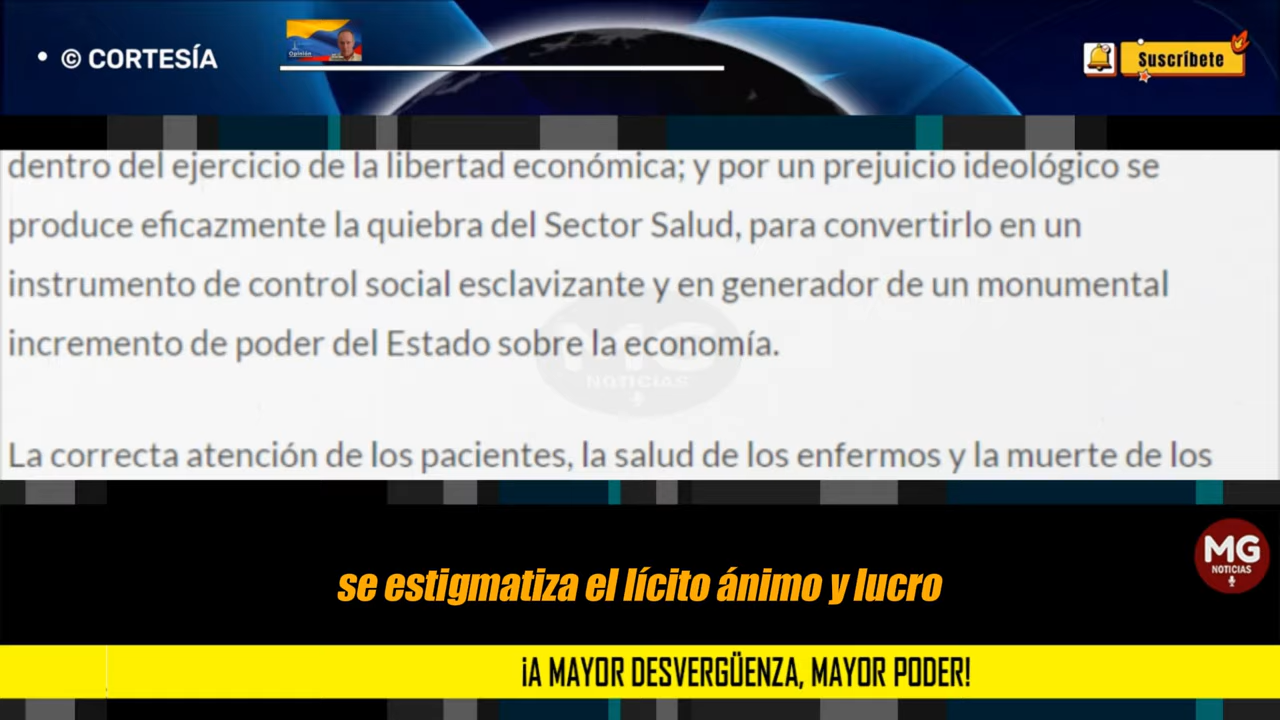 • © CORTESÍA
Opinión
Suscríbete
dentro del ejercicio de la libertad económica; y por un prejuicio ideológico se
produce eficazmente la quiebra del Sector Salud, para convertirlo en un
instrumento de control social esclavizante y en generador de un monumental
incremento de poder del Estado sobre la economía.
MG
NOTICIAS
La correcta atención de los pacientes, la salud de los enfermos y la muerte de los
MG
NOTICIAS
se estigmatiza el lícito ánimo y lucro
¡A MAYOR DESVERGÜENZA, MAYOR PODER!